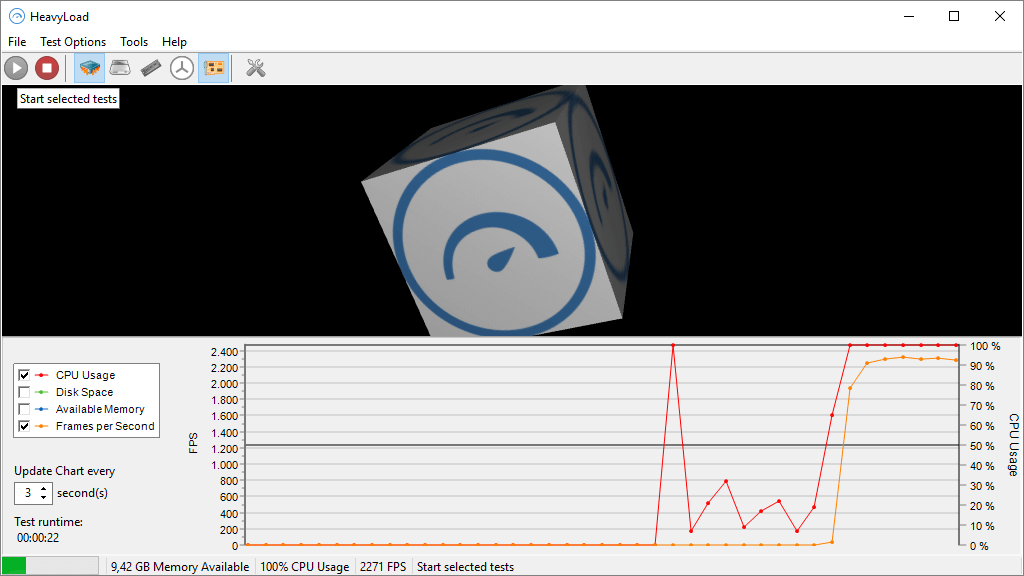 HeavyLoad
File Test Options Tools Help
Start selected tests
CPU Usage
Disk Space
Available Memory
Frames per Second
Update Chart every
3 second(s)
Test runtime:
00:00:22
FPS
2.400
2.200
2.000
1.800
1.600
1.400
1.200
1.000
800
600
400
200
0
100 %
90 %
80 %
70 %
60 %
50 %
40 %
30 %
20 %
10 %
0 %
CPU Usage
9,42 GB Memory Available 100% CPU Usage 2271 FPS Start selected tests